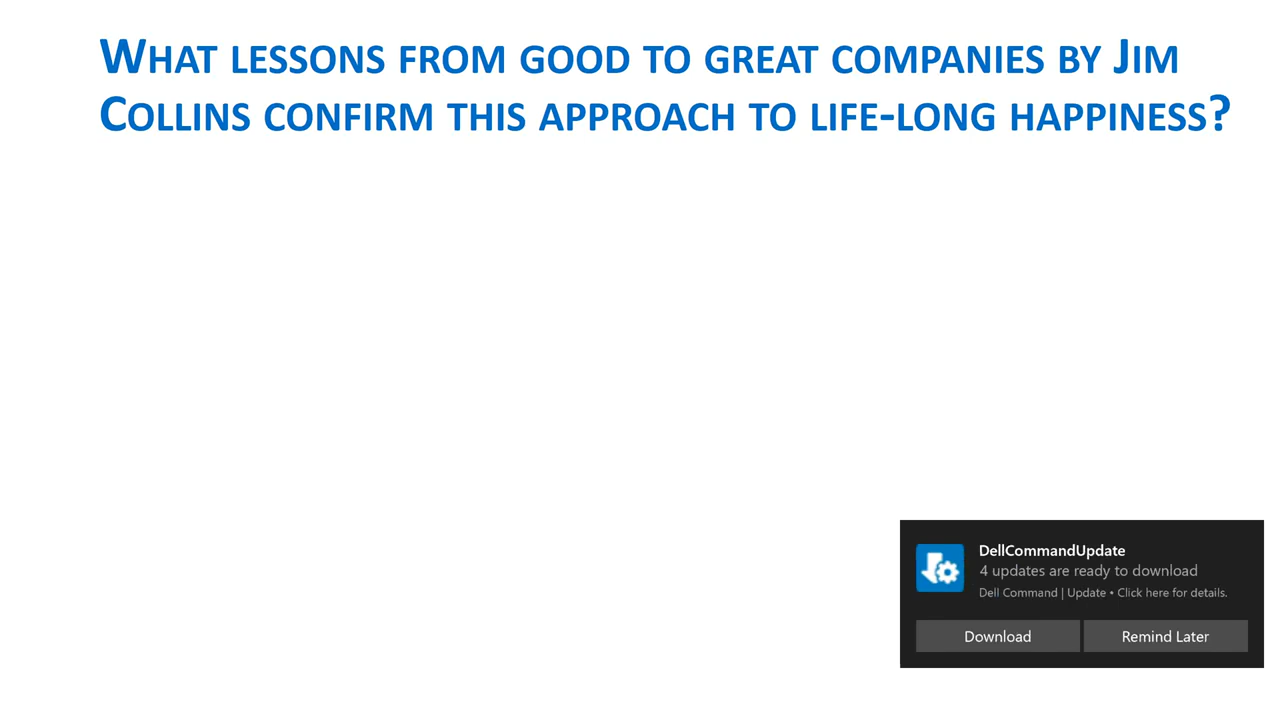 What lessons from good to great companies by Jim
Collins confirm this approach to life-long happiness?
DellCommandUpdate
4 updates are ready to download
Dell Command | Update • Click here for details.
Download
Remind Later